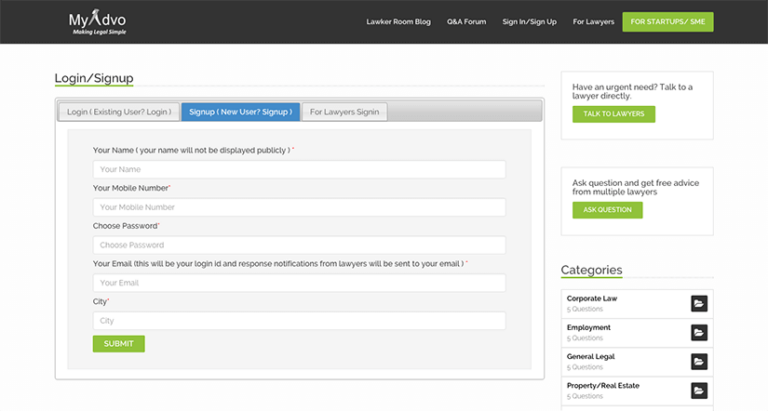 MyAdvo
Making Legal Simple
Lawker Room Blog
Q&A Forum
Sign In/Sign Up
For Lawyers
FOR STARTUPS/ SME
Login/Signup
Login ( Existing User? Login )
Signup ( New User? Signup )
For Lawyers Signin
Your Name ( your name will not be displayed publicly ) *
Your Name
Your Mobile Number*
Your Mobile Number
Choose Password*
Choose Password
Your Email (this will be your login id and response notifications from lawyers will be sent to your email ) *
Your Email
City*
City
SUBMIT
Have an urgent need? Talk to a
lawyer directly.
TALK TO LAWYERS
Ask question and get free advice
from multiple lawyers
ASK QUESTION
Categories
Corporate Law
5 Questions
Employment
5 Questions
General Legal
5 Questions
Property/Real Estate
5 Questions